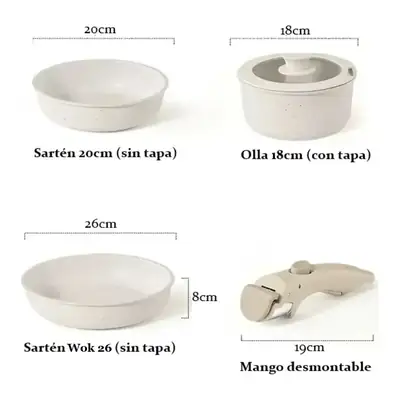 20cm
18cm
Sartén 20cm (sin tapa)
Olla 18cm (con tapa)
26cm
8cm
Sartén Wok 26 (sin tapa)
19cm
Mango desmontable